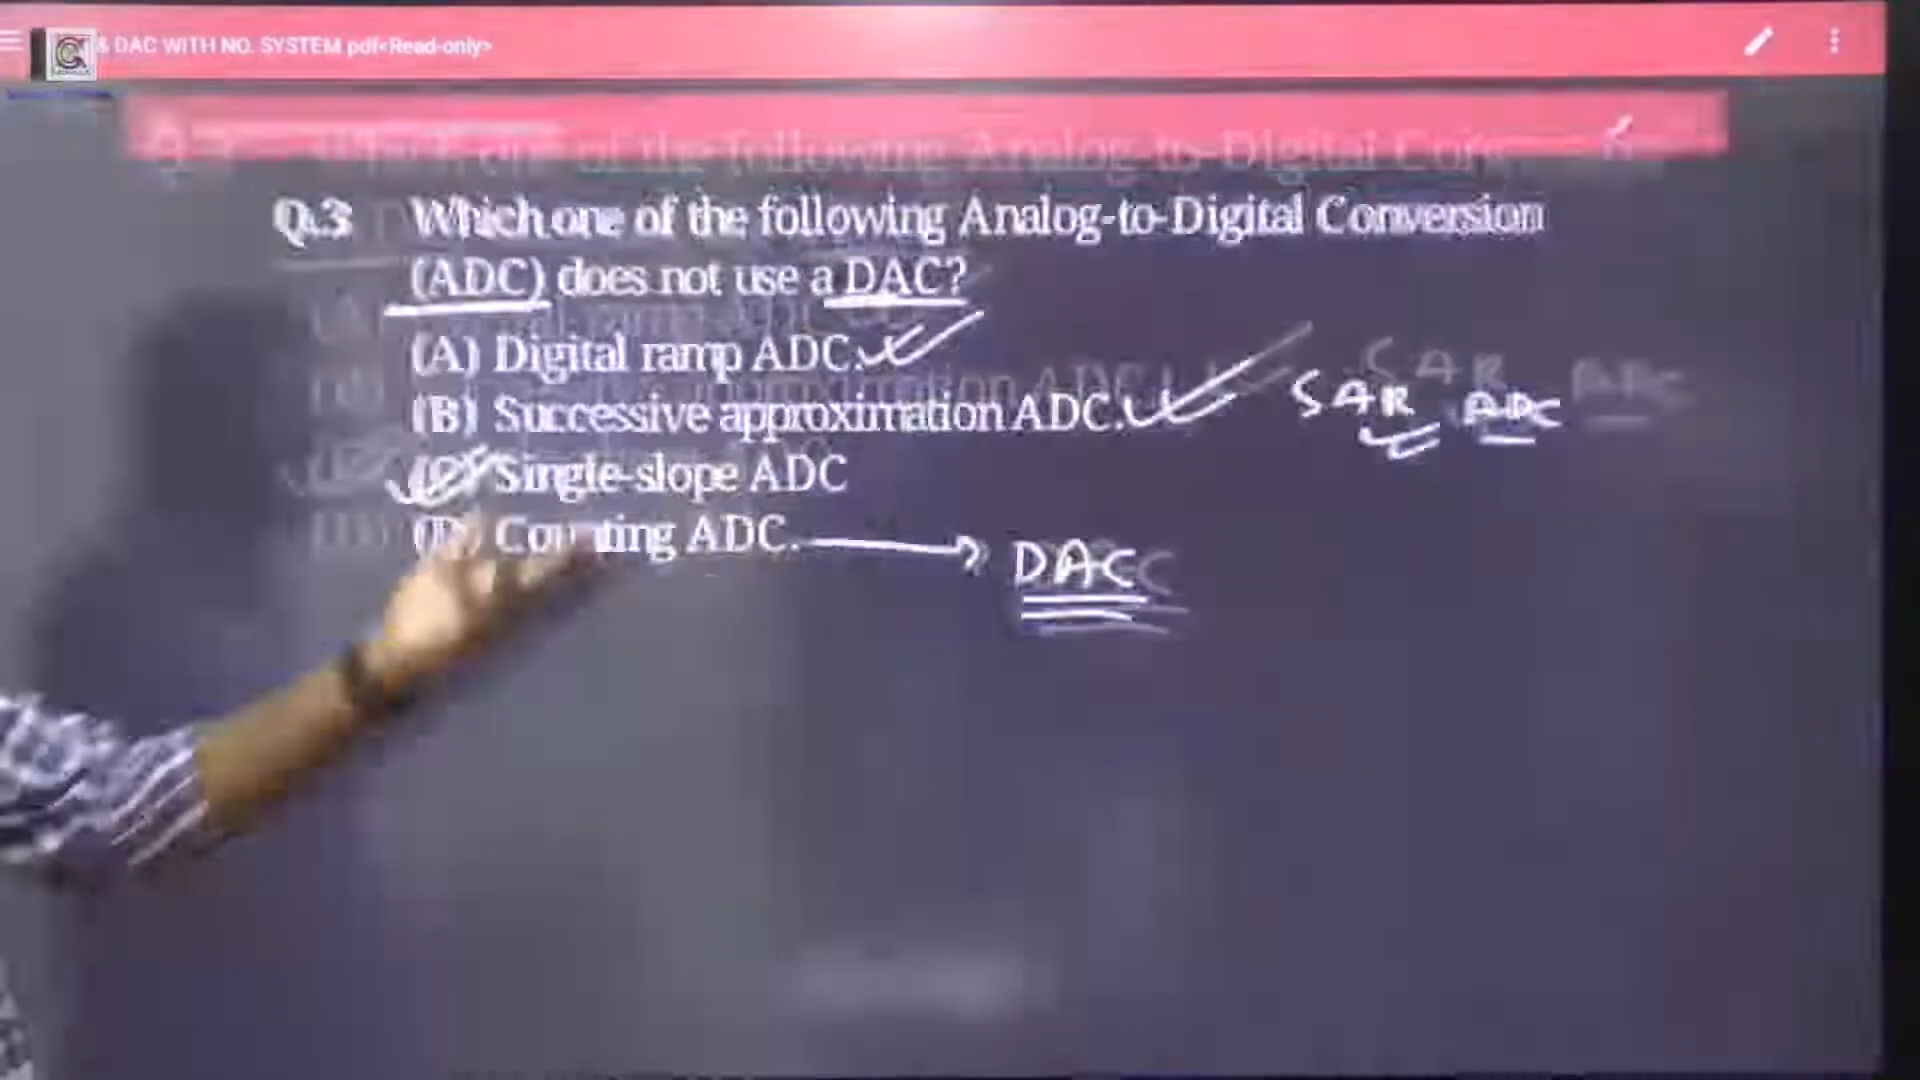 & DAC WITH NO. SYSTEM pdf<Read-only>
Q.3 Which one of the following Analog-to-Digital Conversion
(ADC) does not use a DAC?
(A) Digital ramp ADC.
(B) Successive approximation ADC. SAR ADC
(C) Single-slope ADC
(D) Counting ADC. → DAC